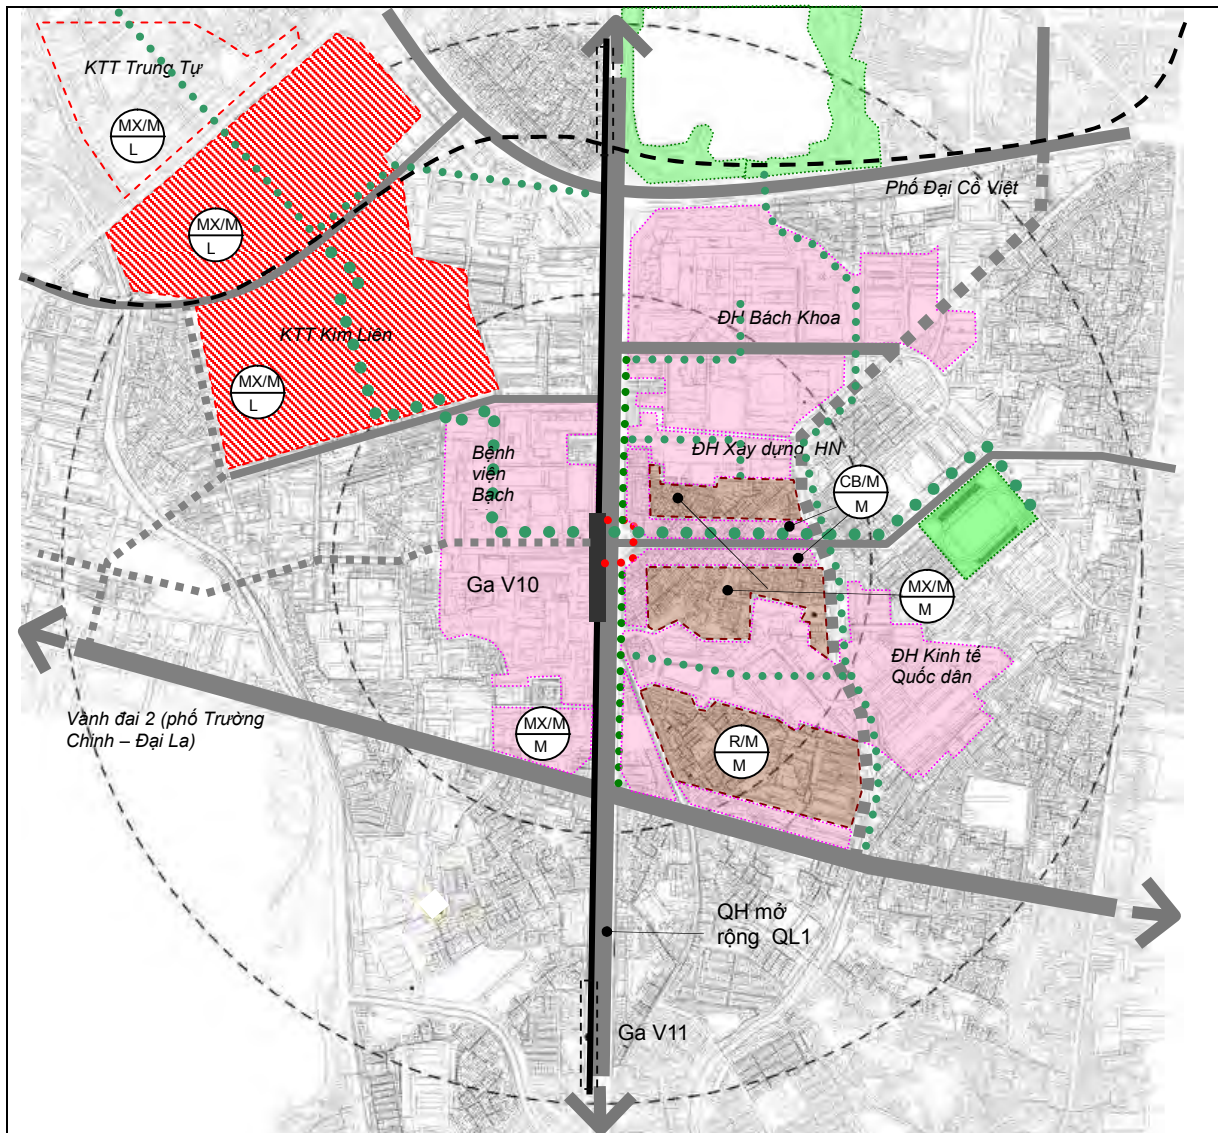 KTT Trung Tự
MX/M
L
Phố Đại Cồ Việt
MX/M
L
ĐH Bách Khoa
KTT Kim Liên
MX/M
L
Bệnh
viện
Bạch
ĐH Xây dựng HN
CB/M
M
Ga V10
MX/M
M
ĐH Kinh tế
Quốc dân
Vành đai 2 (phố Trường
Chinh – Đại La)
MX/M
M
R/M
M
QH mở
rộng QL1
Ga V11